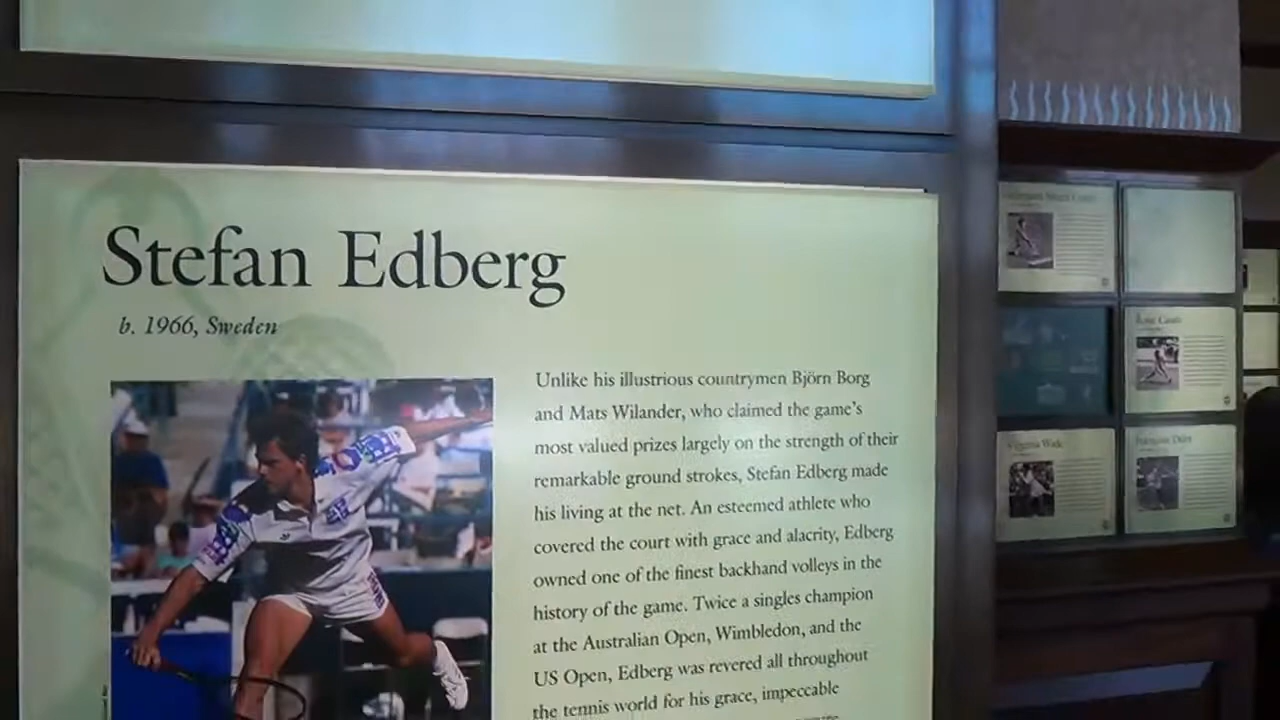 Stefan Edberg
b. 1966, Sweden
Unlike his illustrious countrymen Björn Borg
and Mats Wilander, who claimed the game's
most valued prizes largely on the strength of their
remarkable ground strokes, Stefan Edberg made
his living at the net. An esteemed athlete who
covered the court with grace and alacrity, Edberg
owned one of the finest backhand volleys in the
history of the game. Twice a singles champion
at the Australian Open, Wimbledon, and the
US Open, Edberg was revered all throughout
the tennis world for his grace, impeccable
Virginia Wade